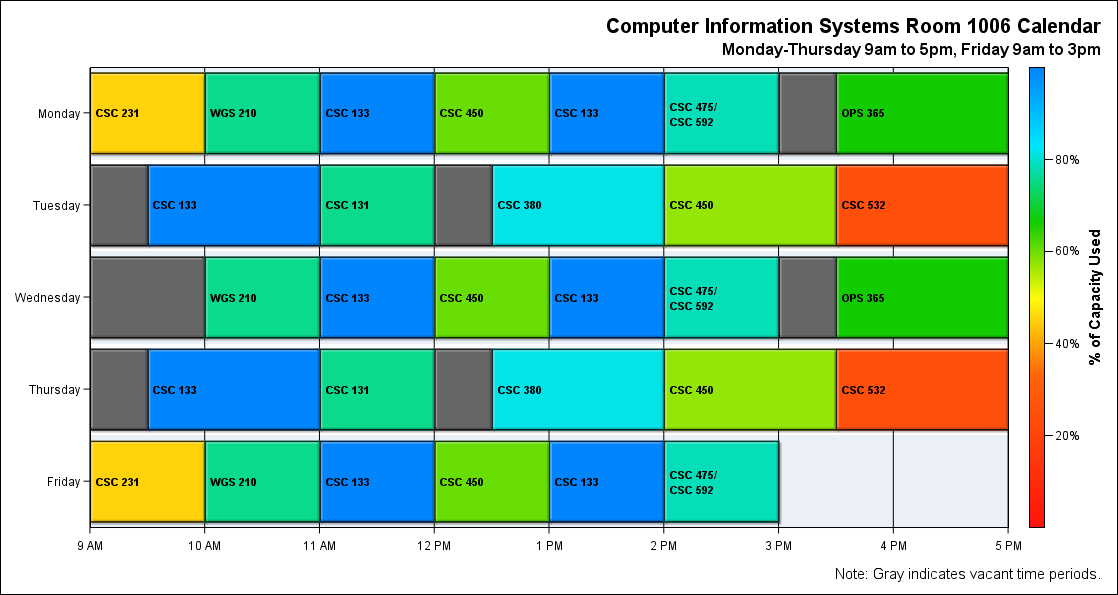 Computer Information Systems Room 1006 Calendar
Monday-Thursday 9am to 5pm, Friday 9am to 3pm
Monday
CSC 231
WGS 210
CSC 133
CSC 450
CSC 133
CSC 475/
CSC 592
OPS 365
Tuesday
CSC 133
CSC 131
CSC 380
CSC 450
CSC 532
Wednesday
WGS 210
CSC 133
CSC 450
CSC 133
CSC 475/
CSC 592
OPS 365
Thursday
CSC 133
CSC 131
CSC 380
CSC 450
CSC 532
Friday
CSC 231
WGS 210
CSC 133
CSC 450
CSC 133
CSC 475/
CSC 592
9 AM
10 AM
11 AM
12 PM
1 PM
2 PM
3 PM
4 PM
5 PM
80%
60%
40%
20%
% of Capacity Used
Note: Gray indicates vacant time periods.